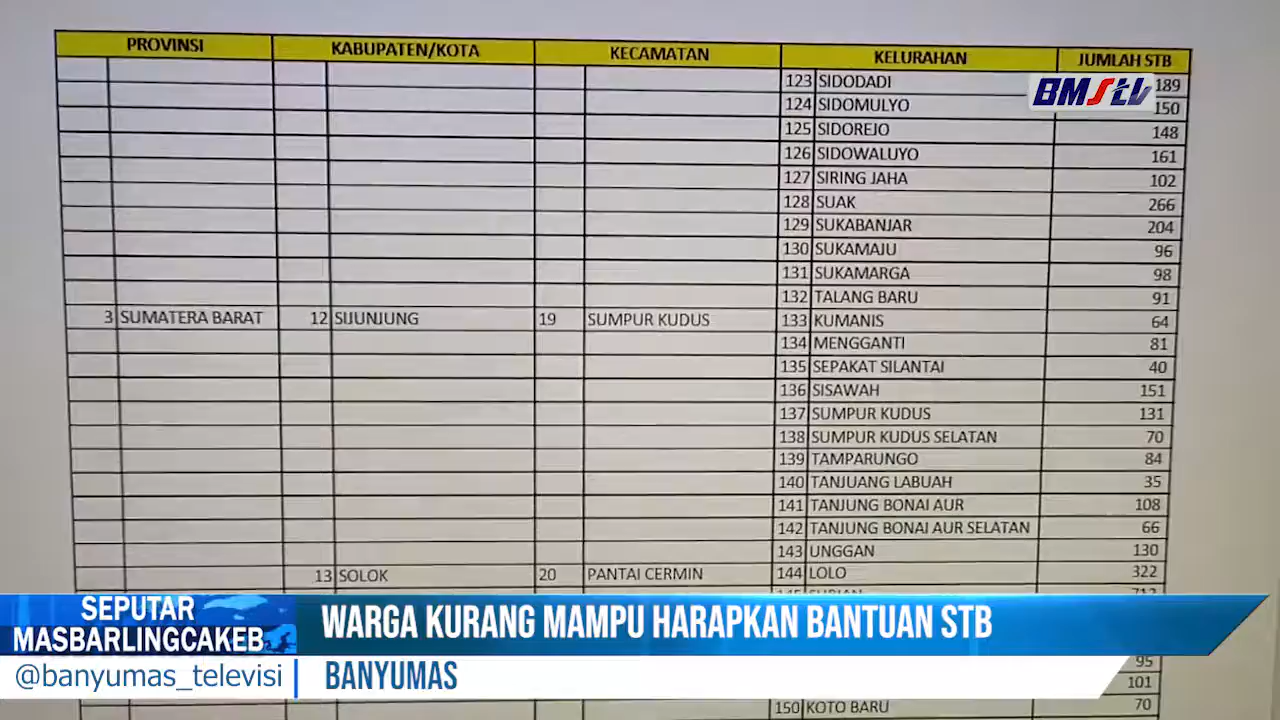 PROVINSI KABUPATEN/KOTA KECAMATAN KELURAHAN JUMLAH STB
123 SIDODADI 189
BMStv
124 SIDOMULYO 150
125 SIDOREJO 148
126 SIDOWALUYO 161
127 SIRING JAHA 102
128 SUAK 266
129 SUKABANJAR 204
130 SUKAMAJU 96
131 SUKAMARGA 98
132 TALANG BARU 91
3 SUMATERA BARAT 12 SIJUNJUNG 19 SUMPUR KUDUS 133 KUMANIS 64
134 MENGGANTI 81
135 SEPAKAT SILANTAI 40
136 SISAWAH 151
137 SUMPUR KUDUS 131
138 SUMPUR KUDUS SELATAN 70
139 TAMPARUNGO 84
140 TANJUANG LABUAH 35
141 TANJUNG BONAI AUR 108
142 TANJUNG BONAI AUR SELATAN 66
143 UNGGAN 130
13 SOLOK 20 PANTAI CERMIN 144 LOLO 322
SEPUTAR
MASBARLINGCAKEB
WARGA KURANG MAMPU HARAPKAN BANTUAN STB
@banyumas_televisi
BANYUMAS
95
101
150 KOTO BARU 70